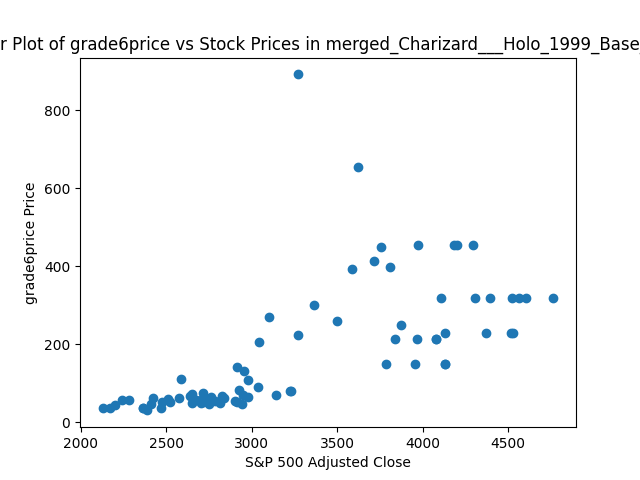 r Plot of grade6price vs Stock Prices in merged_Charizard___Holo_1999_Base_
800
600
400
200
0
grade6price Price
2000 2500 3000 3500 4000 4500
S&P 500 Adjusted Close